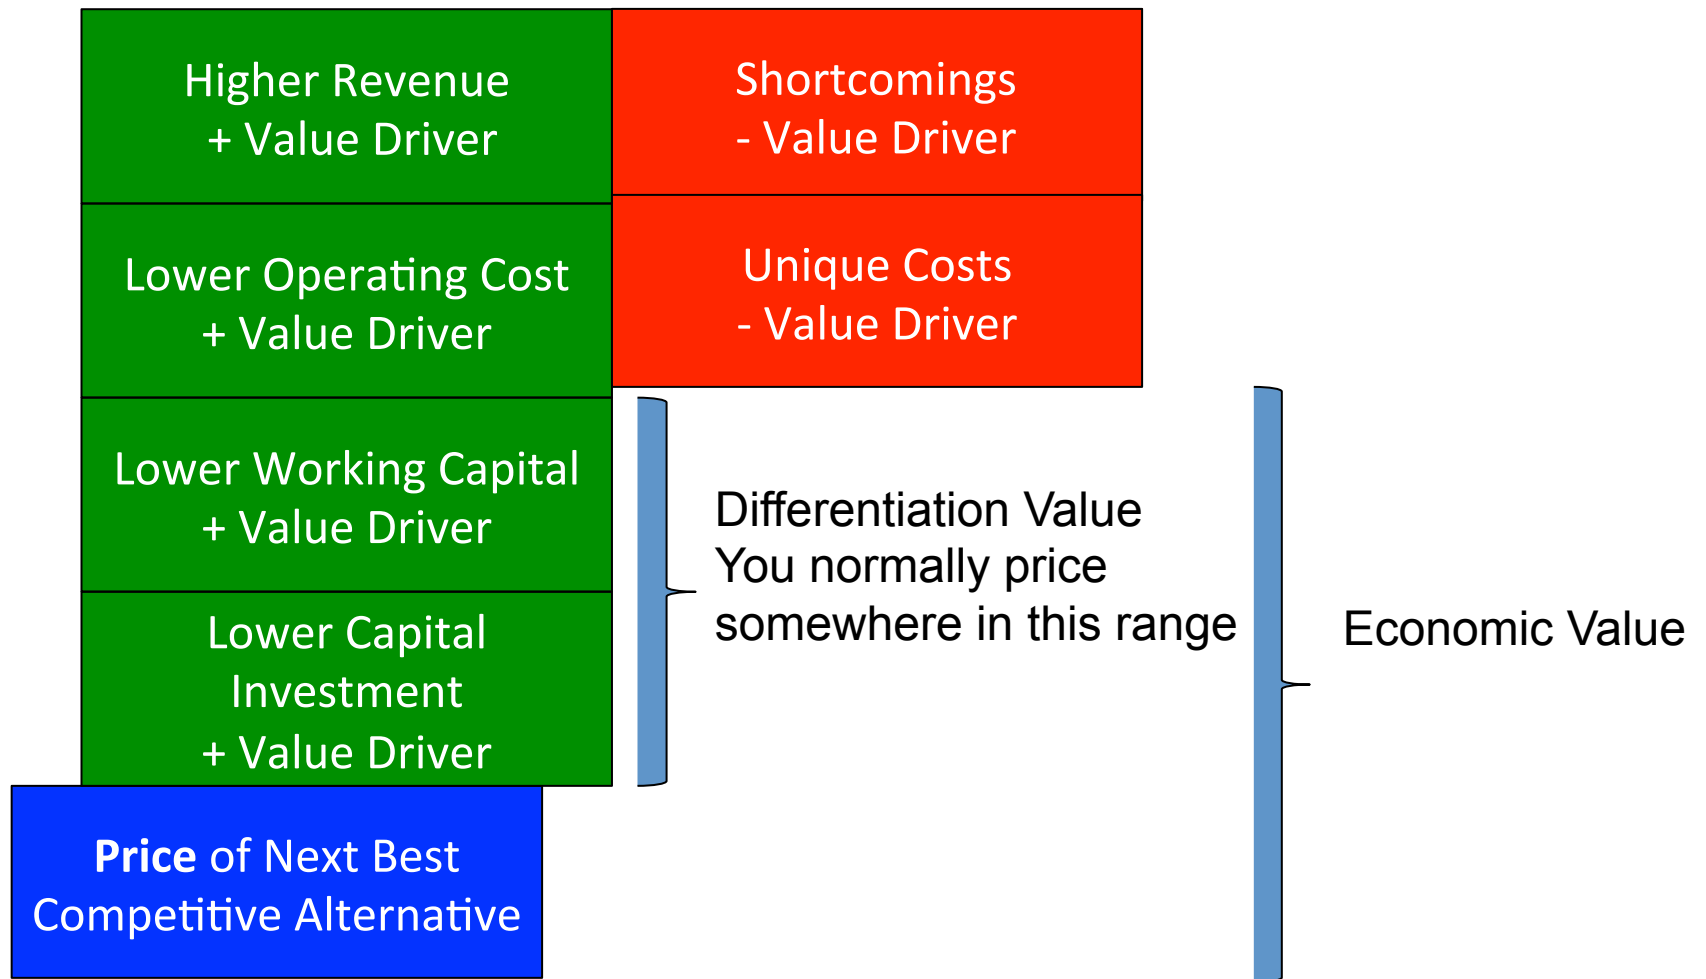 Higher Revenue
+ Value Driver
Shortcomings
- Value Driver
Lower Operating Cost
+ Value Driver
Unique Costs
- Value Driver
Lower Working Capital
+ Value Driver
Differentiation Value
You normally price
somewhere in this range
Economic Value
Lower Capital
Investment
+ Value Driver
Price of Next Best
Competitive Alternative